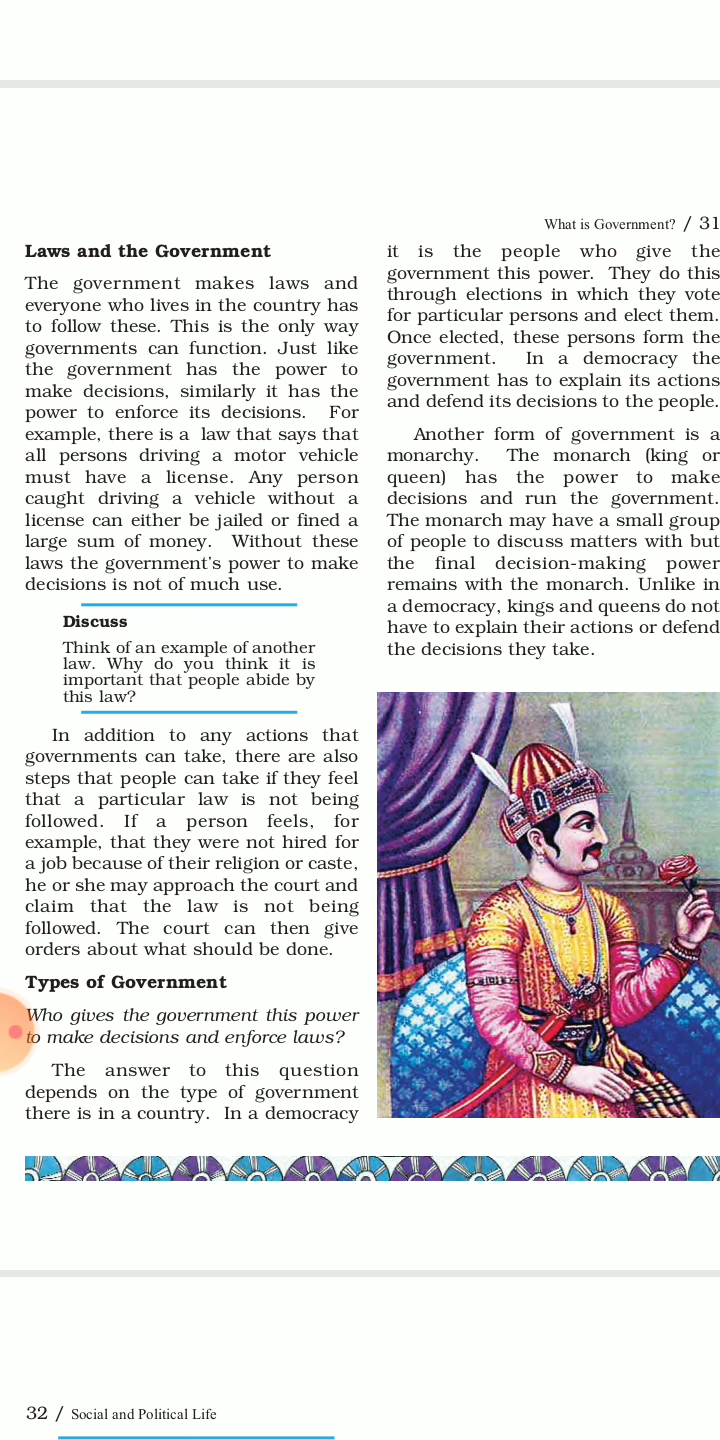 What is Government? / 31
Laws and the Government
The government makes laws and
everyone who lives in the country has
to follow these. This is the only way
governments can function. Just like
the government has the power to
make decisions, similarly it has the
power to enforce its decisions. For
example, there is a law that says that
all persons driving a motor vehicle
must have a license. Any person
caught driving a vehicle without a
license can either be jailed or fined a
large sum of money. Without these
laws the government's power to make
decisions is not of much use.
Discuss
Think of an example of another
law. Why do you think it is
important that people abide by
this law?
In addition to any actions that
governments can take, there are also
steps that people can take if they feel
that a particular law is not being
followed. If a person feels, for
example, that they were not hired for
a job because of their religion or caste,
he or she may approach the court and
claim that the law is not being
followed. The court can then give
orders about what should be done.
Types of Government
Who gives the government this power
to make decisions and enforce laws?
The answer to this question
depends on the type of government
there is in a country. In a democracy
it is the people who give the
government this power. They do this
through elections in which they vote
for particular persons and elect them.
Once elected, these persons form the
government. In a democracy the
government has to explain its actions
and defend its decisions to the people.
Another form of government is a
monarchy. The monarch (king or
queen) has the power to make
decisions and run the government.
The monarch may have a small group
of people to discuss matters with but
the final decision-making power
remains with the monarch. Unlike in
a democracy, kings and queens do not
have to explain their actions or defend
the decisions they take.
32 / Social and Political Life